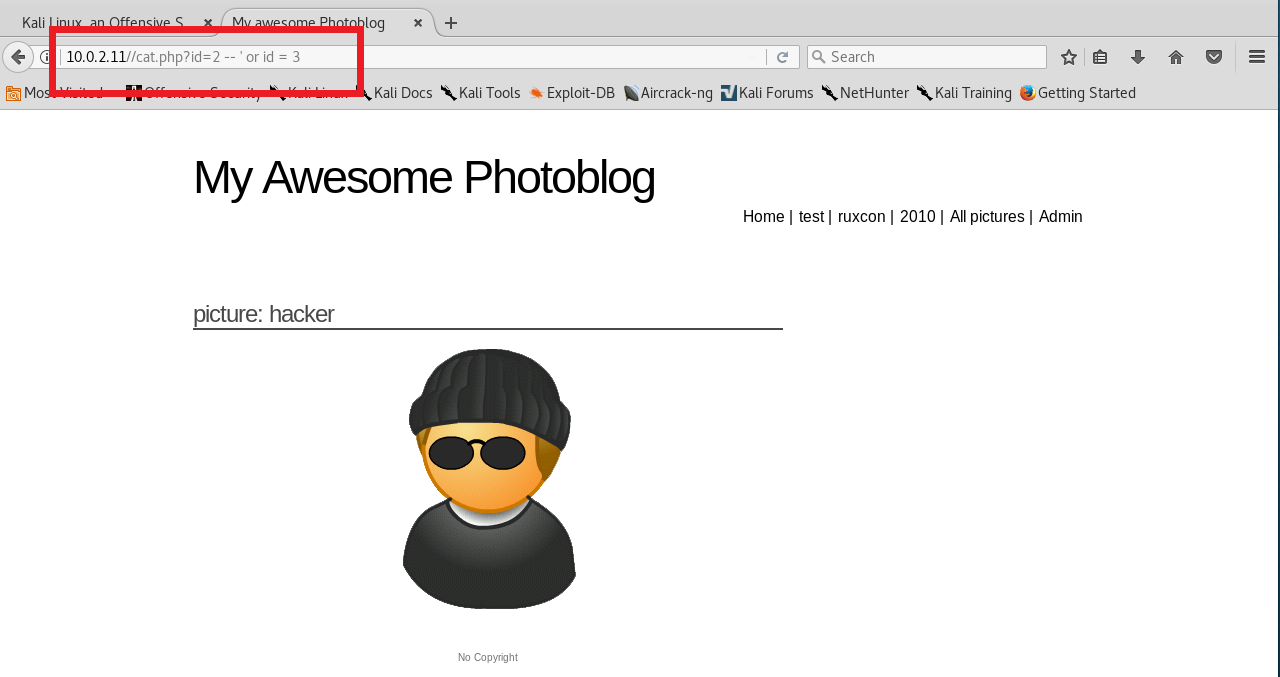 Kali Linux, an Offensive S
My awesome Photoblog
10.0.2.11//cat.php?id=2 -- ' or id = 3
Search
Most Visited Offensive Security Kali Linux Kali Docs Kali Tools Exploit-DB Aircrack-ng Kali Forums NetHunter Kali Training Getting Started
My Awesome Photoblog
Home | test | ruxcon | 2010 | All pictures | Admin
picture: hacker
No Copyright